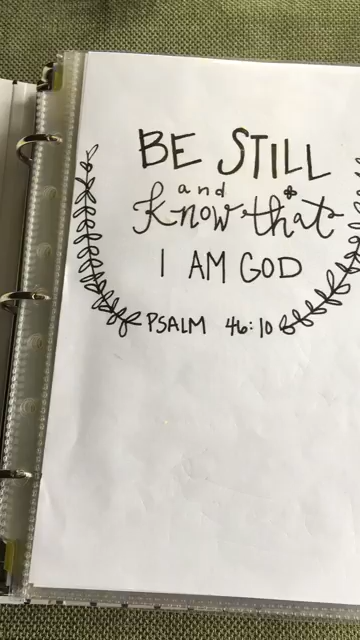 BE STILL
and
Know that
I AM GOD
PSALM 46:10